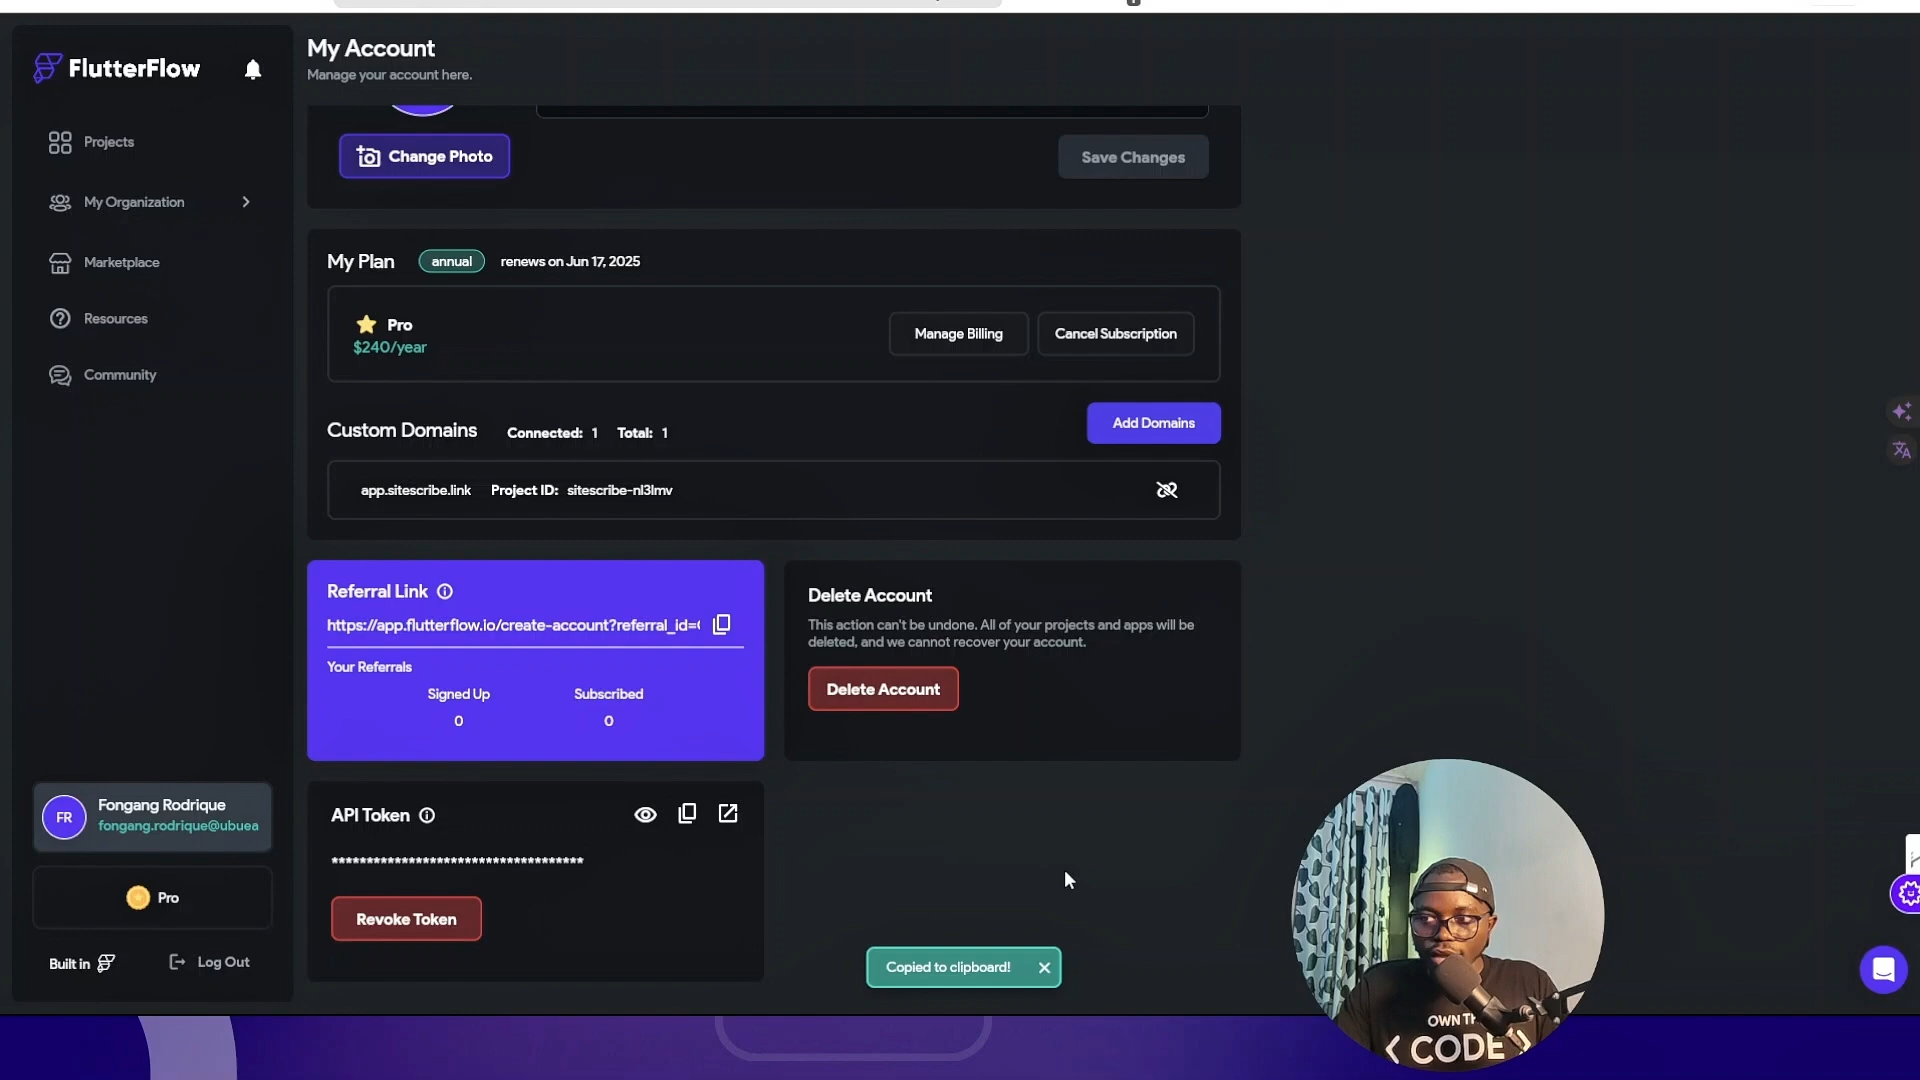 FlutterFlow
Projects
My Organization
Marketplace
Resources
Community
FR
Fongang Rodrique
fongang.rodrique@ubuea
Pro
Built in
Log Out
My Account
Manage your account here.
Change Photo
Save Changes
My Plan annual renews on Jun 17, 2025
Pro
$240/year
Manage Billing
Cancel Subscription
Custom Domains Connected: 1 Total: 1
Add Domains
app.sitescribe.link Project ID: sitescribe-nl3lmv
Referral Link
https://app.flutterflow.io/create-account?referral_id=
Your Referrals
Signed Up Subscribed
0 0
Delete Account
This action can't be undone. All of your projects and apps will be
deleted, and we cannot recover your account.
Delete Account
API Token
************************************
Revoke Token
Copied to clipboard!
OWN TH
< CODE >